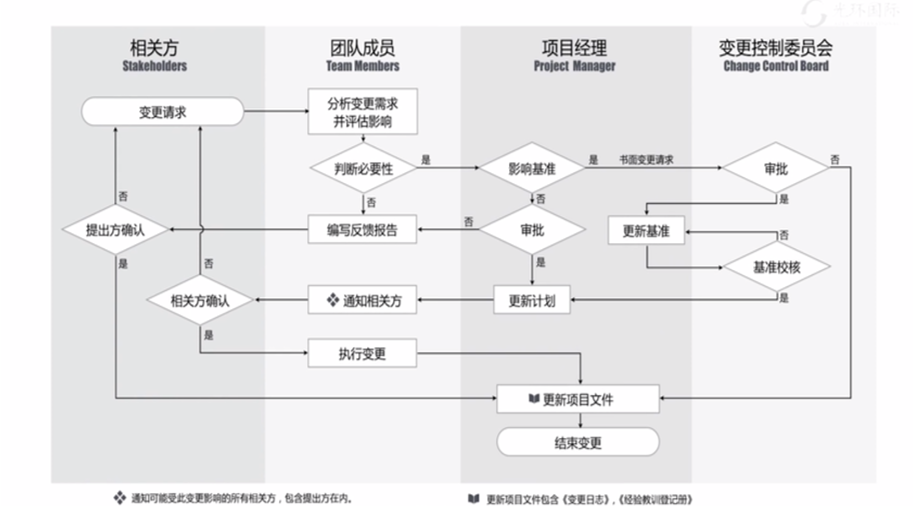 光环国际
相关方
Stakeholders
团队成员
Team Members
项目经理
Project Manager
变更控制委员会
Change Control Board
变更请求
分析变更需求
并评估影响
判断必要性
是
影响基准
是
书面变更请求
审批
否
否
否
是
否
提出方确认
编写反馈报告
否
审批
更新基准
否
是
否
是
基准校核
相关方确认
通知相关方
更新计划
是
是
执行变更
更新项目文件
结束变更
通知可能受此变更影响的所有相关方，包含提出方在内。
更新项目文件包含《变更日志》,《经验教训登记册》